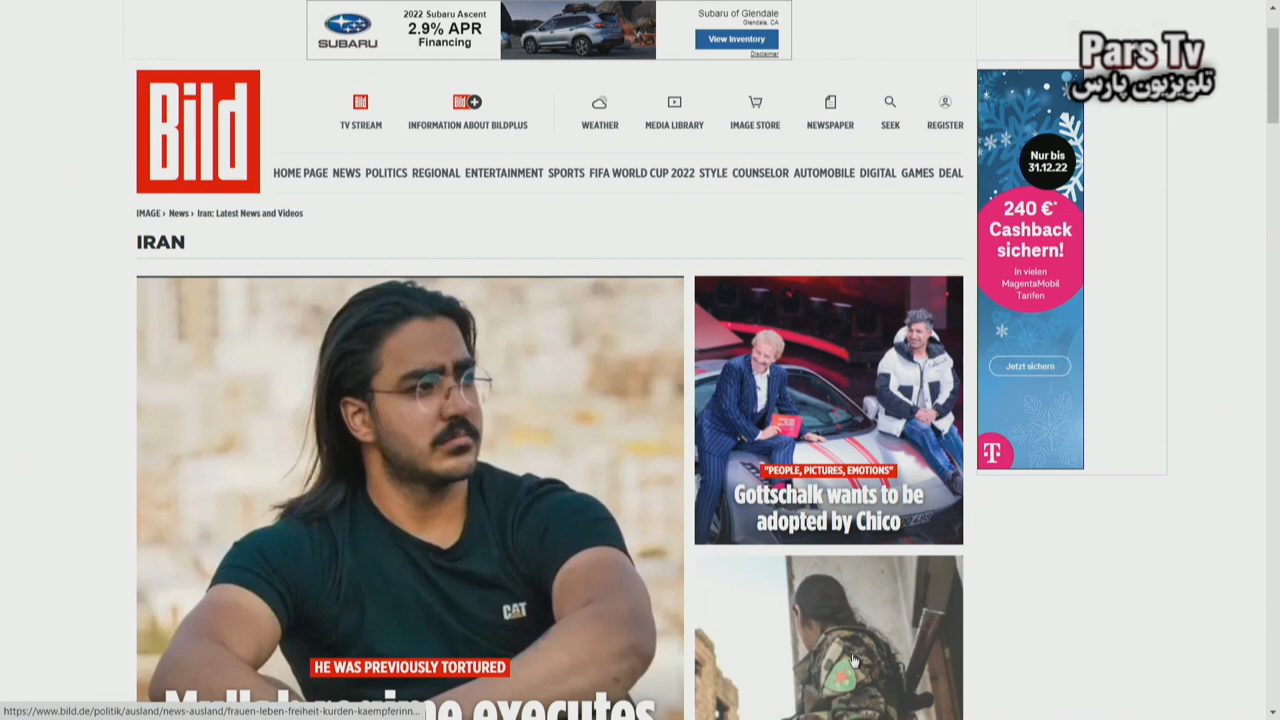 SUBARU
2022 Subaru Ascent
2.9% APR
Financing
Subaru of Glendale
Glendale, CA
View Inventory
Disclaimer
Pars Tv
تلویزیون پارس
Bild
Bild
TV STREAM
Bild+
INFORMATION ABOUT BILDPLUS
WEATHER
MEDIA LIBRARY
IMAGE STORE
NEWSPAPER
SEEK
REGISTER
HOME PAGE NEWS POLITICS REGIONAL ENTERTAINMENT SPORTS FIFA WORLD CUP 2022 STYLE COUNSELOR AUTOMOBILE DIGITAL GAMES DEAL
IMAGE › News › Iran: Latest News and Videos
IRAN
Nur bis
31.12.22
240 €*
Cashback
sichern!
In vielen
MagentaMobil
Tarifen
Jetzt sichern
T
"PEOPLE, PICTURES, EMOTIONS"
Gottschalk wants to be
adopted by Chico
CAT
HE WAS PREVIOUSLY TORTURED
executes
https://www.bild.de/politik/ausland/news-ausland/frauen-leben-freiheit-kurden-kaempferinn...